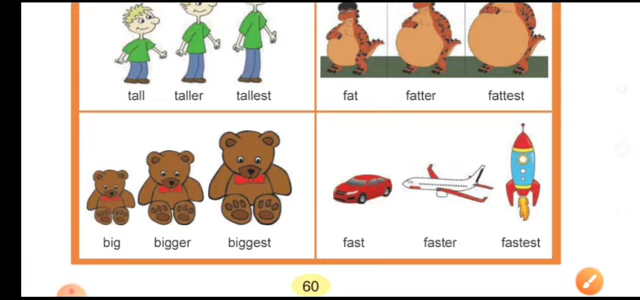 tall taller tallest
fat fatter fattest
big bigger biggest
fast faster fastest
60